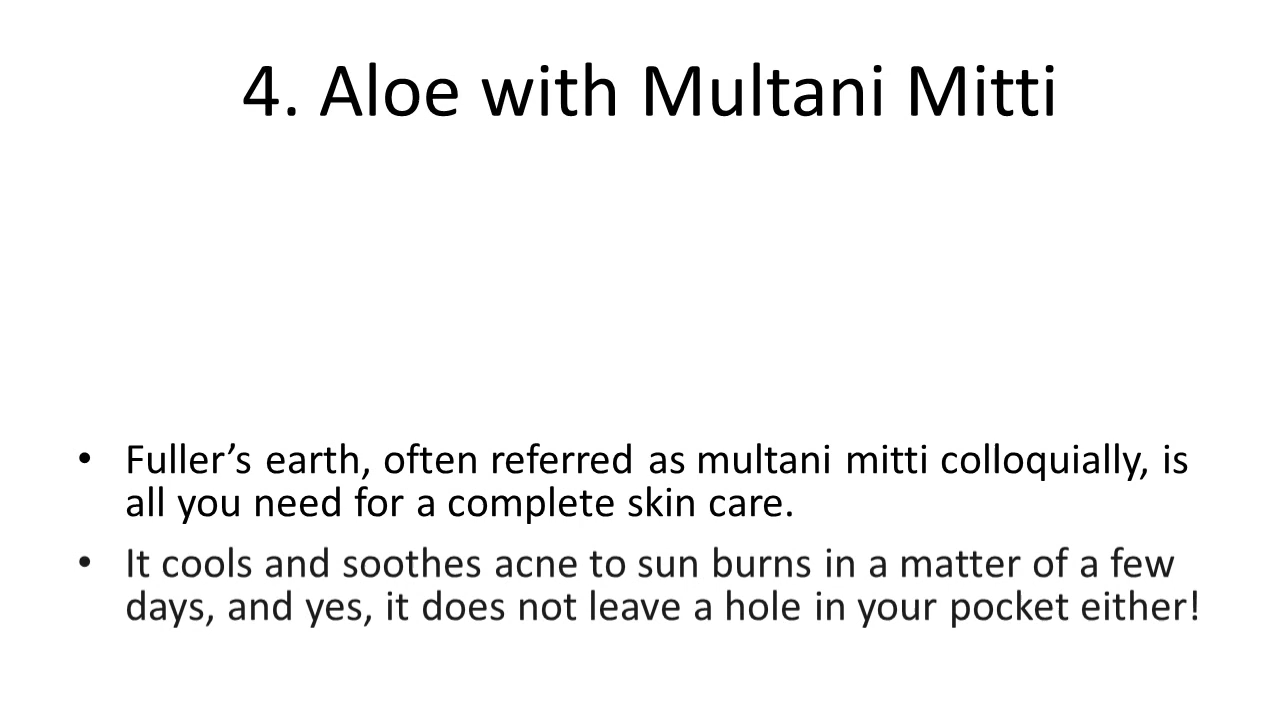 4. Aloe with Multani Mitti
• Fuller’s earth, often referred as multani mitti colloquially, is
all you need for a complete skin care.
• It cools and soothes acne to sun burns in a matter of a few
days, and yes, it does not leave a hole in your pocket either!